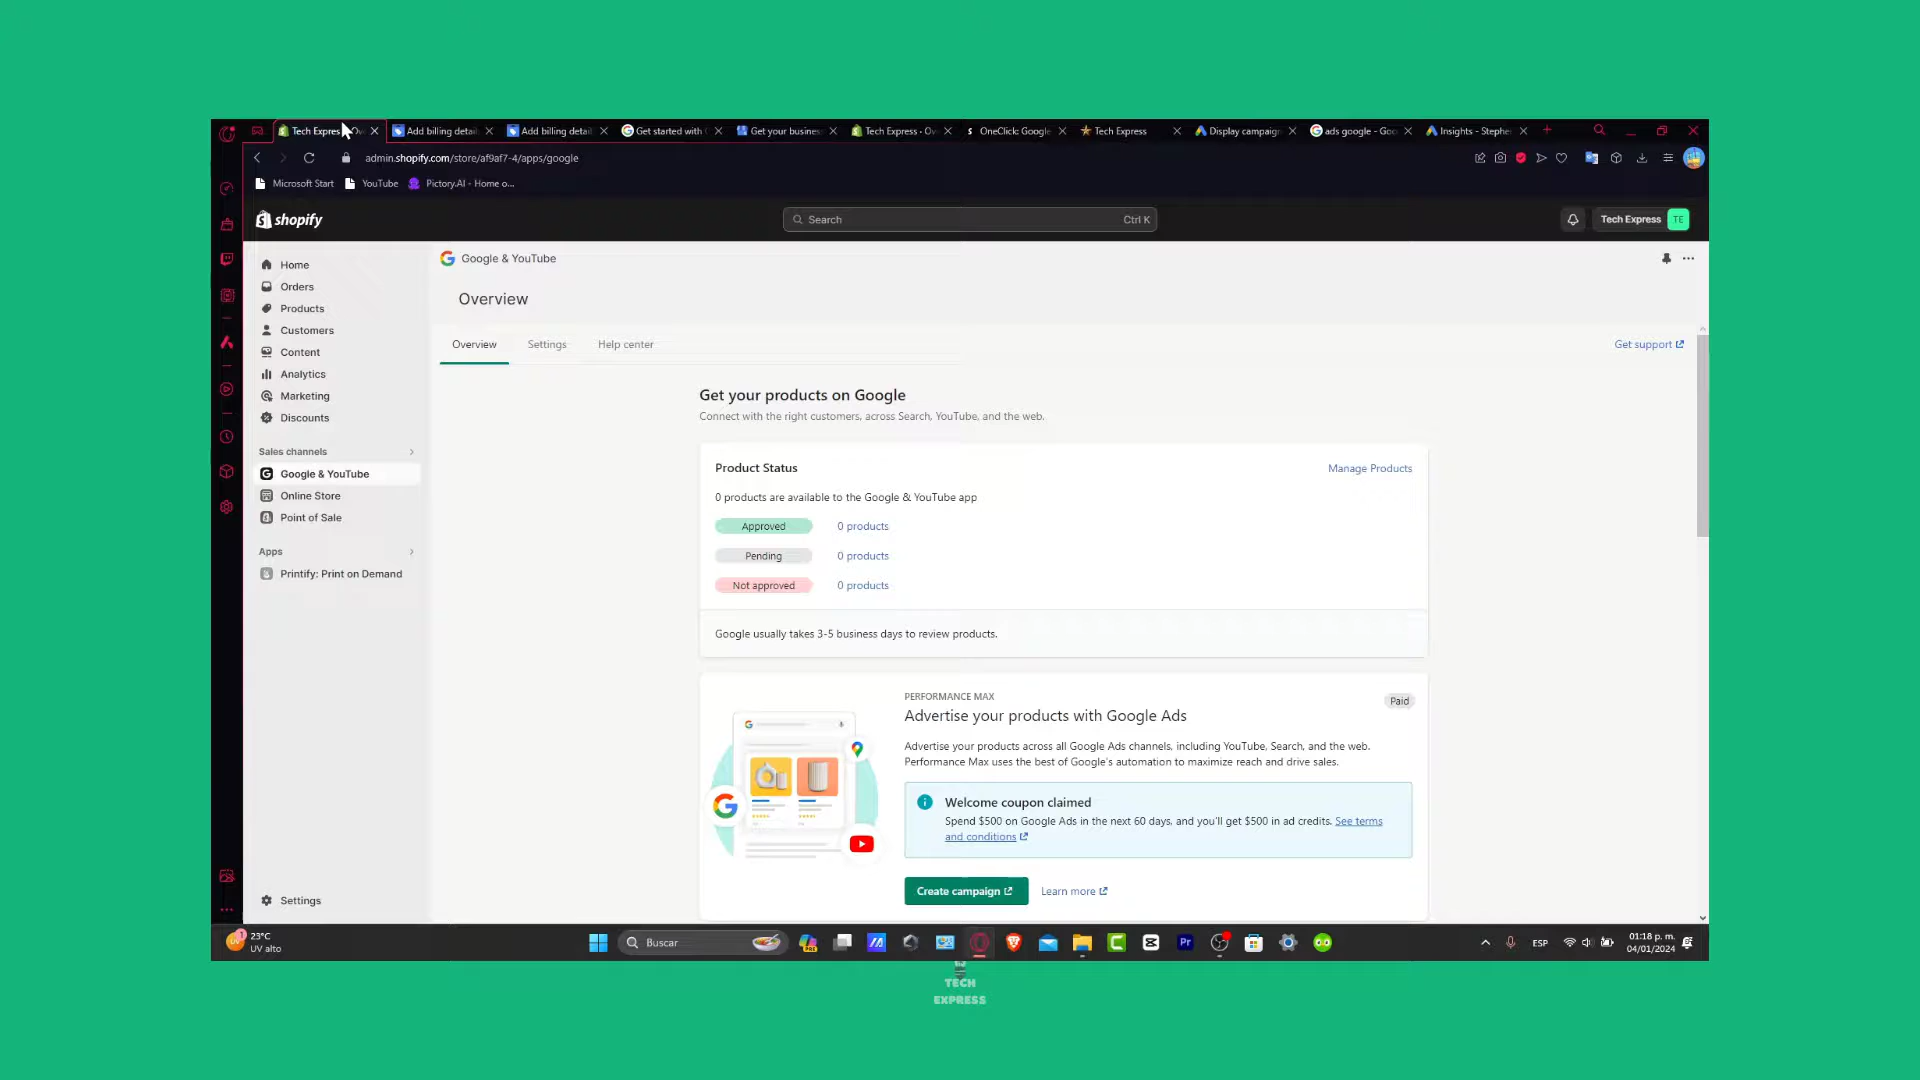 Tech Expres
Add billing detai
Add billing detail
Get started with
Get your busines
Tech Express · Ov
OneClick: Google
Tech Express
Display campaign
ads google - Goo
Insights - Stephe
admin.shopify.com/store/af9af7-4/apps/google
Microsoft Start
YouTube
Pictory.AI - Home o...
shopify
Search
Ctrl K
Tech Express
TE
Home
Orders
Products
Customers
Content
Analytics
Marketing
Discounts
Sales channels
Google & YouTube
Online Store
Point of Sale
Apps
Printify: Print on Demand
Settings
Google & YouTube
Overview
Overview
Settings
Help center
Get support
Get your products on Google
Connect with the right customers, across Search, YouTube, and the web.
Product Status
Manage Products
0 products are available to the Google & YouTube app
Approved
0 products
Pending
0 products
Not approved
0 products
Google usually takes 3-5 business days to review products.
PERFORMANCE MAX
Paid
Advertise your products with Google Ads
Advertise your products across all Google Ads channels, including YouTube, Search, and the web.
Performance Max uses the best of Google's automation to maximize reach and drive sales.
Welcome coupon claimed
Spend $500 on Google Ads in the next 60 days, and you'll get $500 in ad credits. See terms
and conditions
Create campaign
Learn more
23°C
UV alto
Buscar
ESP
01:18 p. m.
04/01/2024
TECH
EXPRESS